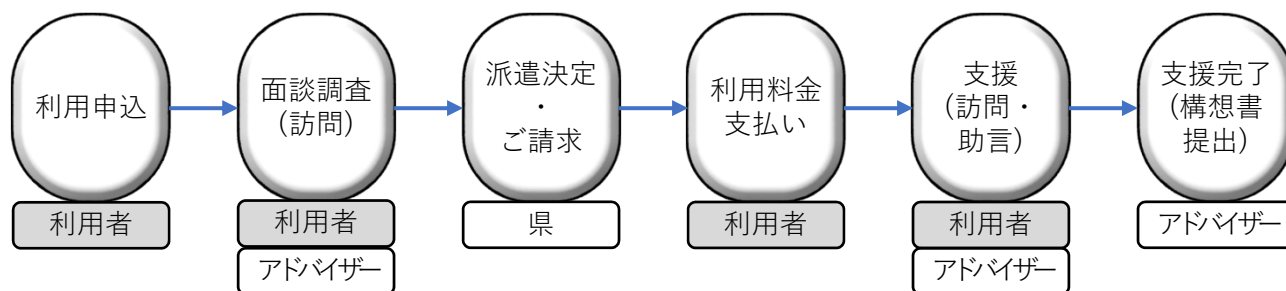 利用申込
利用者
面談調査
(訪問)
利用者
アドバイザー
派遣決定
・
ご請求
県
利用料金
支払い
利用者
支援
(訪問・
助言)
利用者
アドバイザー
支援完了
(構想書
提出)
アドバイザー